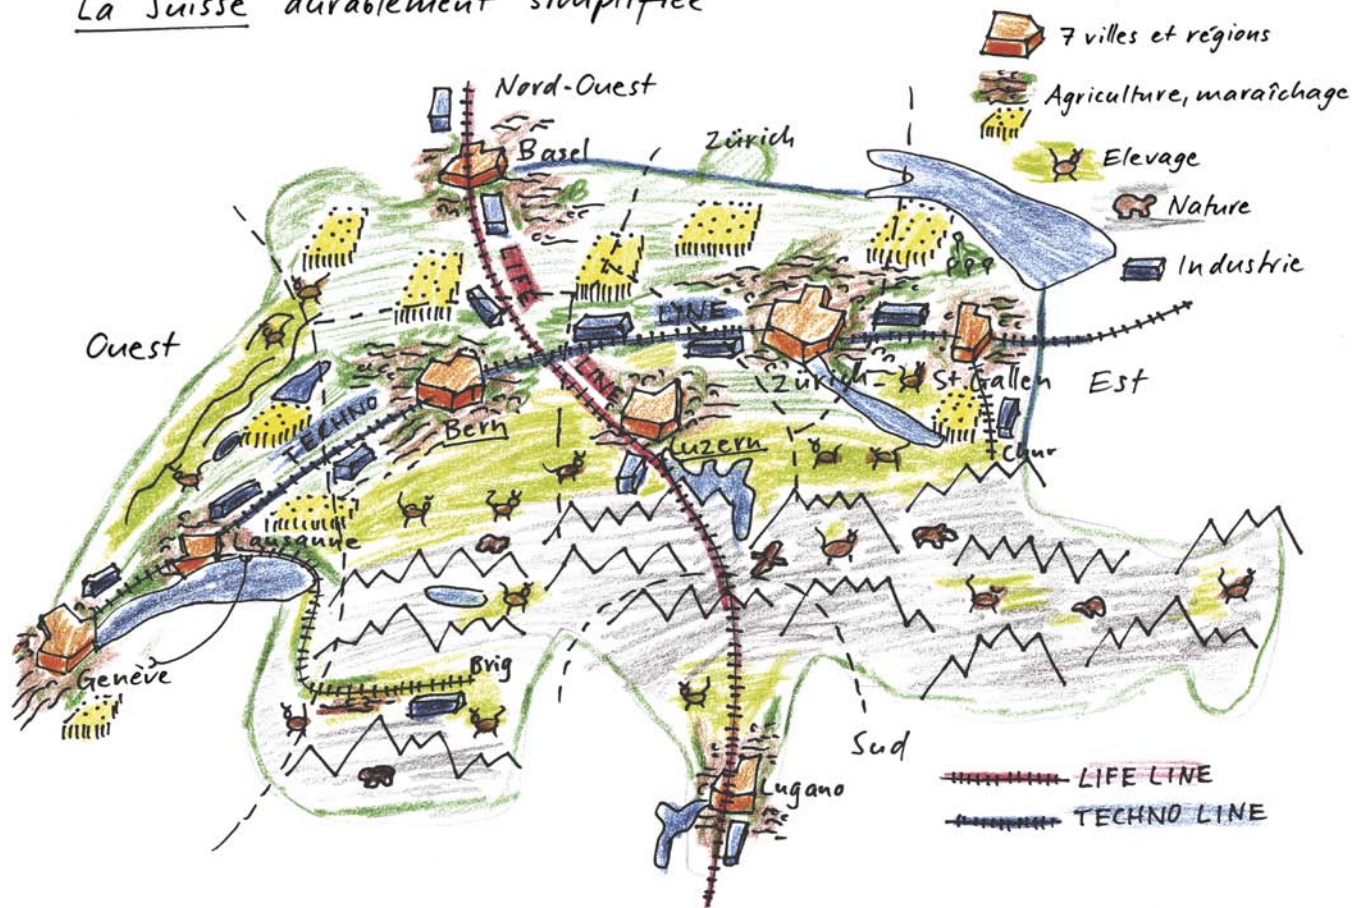 La Suisse durablement simplifiée
7 villes et régions
Agriculture, maraîchage
Elevage
Nature
Industrie
Nord-Ouest
Basel
Zürich
LIFE
LINE
LINE
Ouest
TECHNO
Bern
Luzern
Zürich
St. Gallen
Est
Chur
Lausanne
Genève
Brig
Sud
Lugano
LIFE LINE
TECHNO LINE